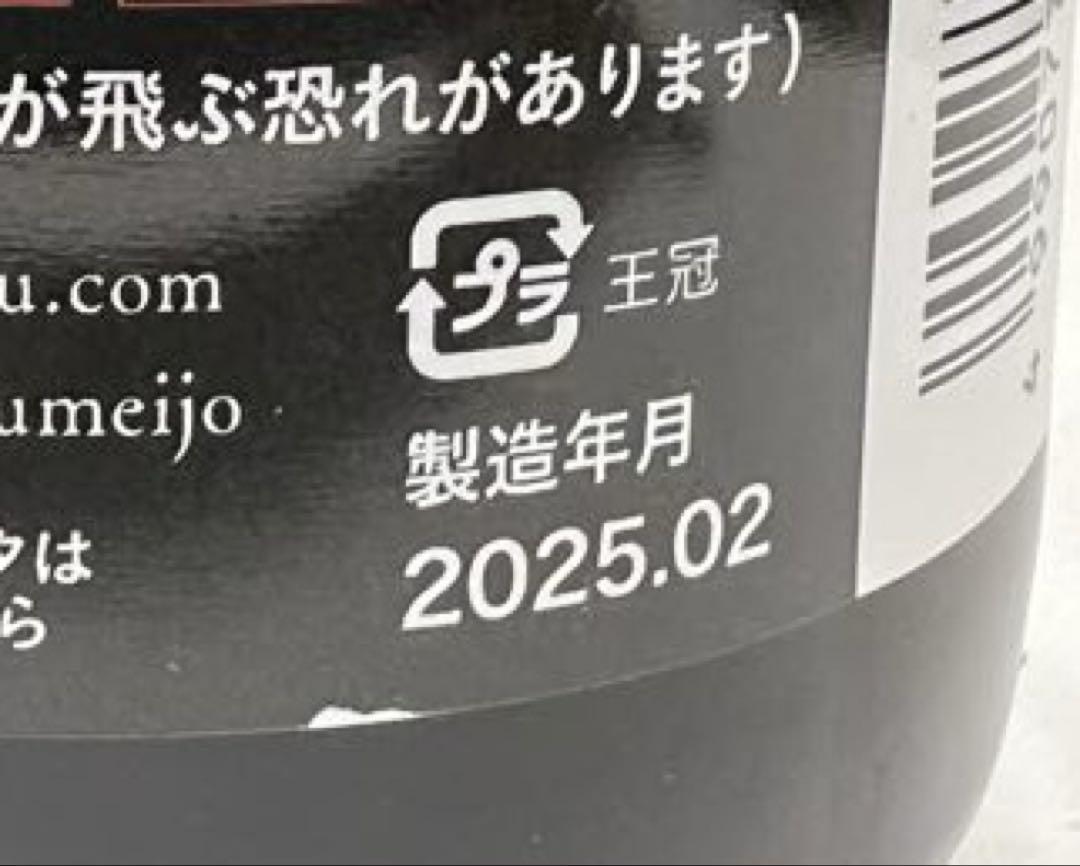 が飛ぶ恐れがあります)
u.com
プラ 王冠
umeijo
製造年月
2025.02
クは
ら